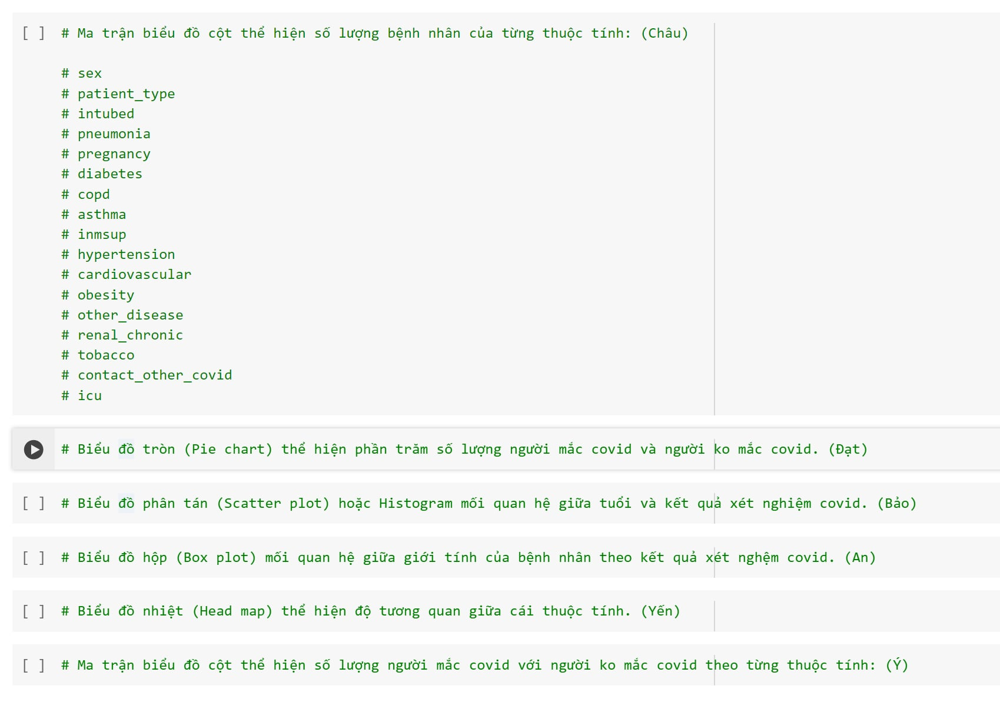 [ ] # Ma trận biểu đồ cột thể hiện số lượng bệnh nhân của từng thuộc tính: (Châu)
# sex
# patient_type
# intubed
# pneumonia
# pregnancy
# diabetes
# copd
# asthma
# inmsup
# hypertension
# cardiovascular
# obesity
# other_disease
# renal_chronic
# tobacco
# contact_other_covid
# icu
# Biểu đồ tròn (Pie chart) thể hiện phần trăm số lượng người mắc covid và người ko mắc covid. (Đạt)
[ ] # Biểu đồ phân tán (Scatter plot) hoặc Histogram mối quan hệ giữa tuổi và kết quả xét nghiệm covid. (Bảo)
[ ] # Biểu đồ hộp (Box plot) mối quan hệ giữa giới tính của bệnh nhân theo kết quả xét nghệm covid. (An)
[ ] # Biểu đồ nhiệt (Head map) thể hiện độ tương quan giữa cái thuộc tính. (Yến)
[ ] # Ma trận biểu đồ cột thể hiện số lượng người mắc covid với người ko mắc covid theo từng thuộc tính: (Ý)